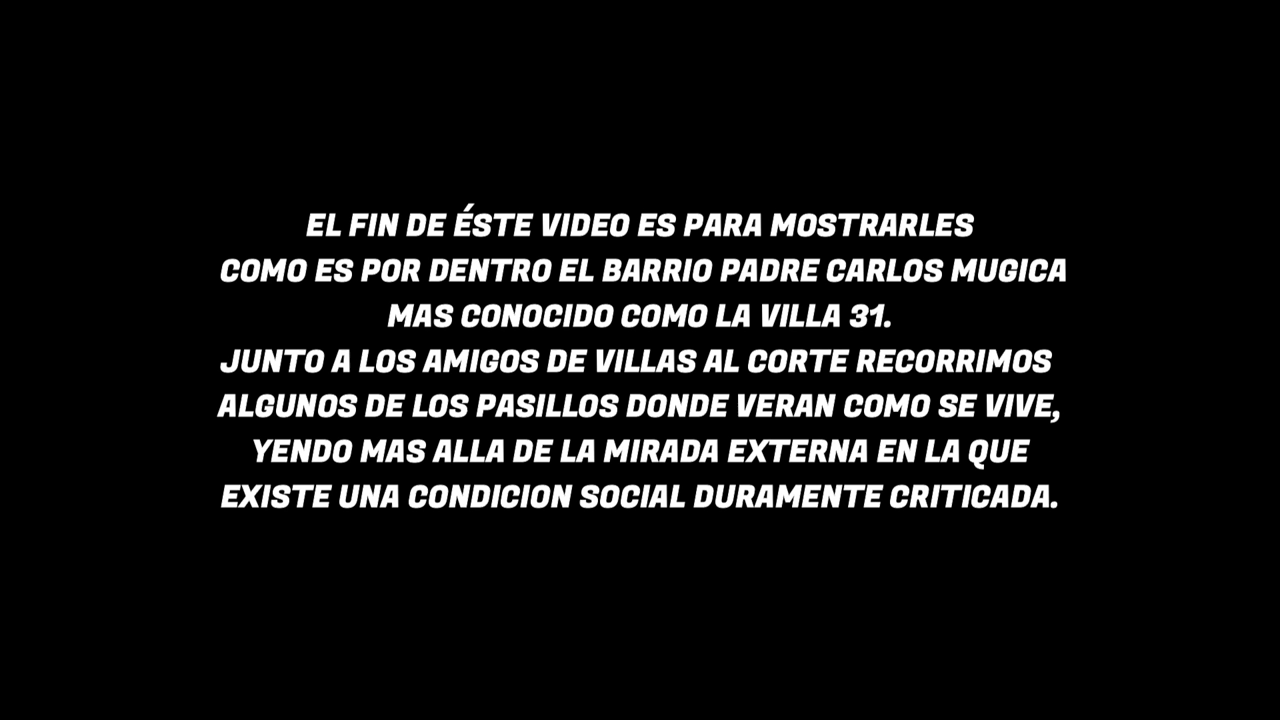 EL FIN DE ÉSTE VIDEO ES PARA MOSTRARLES
COMO ES POR DENTRO EL BARRIO PADRE CARLOS MUGICA
MAS CONOCIDO COMO LA VILLA 31.
JUNTO A LOS AMIGOS DE VILLAS AL CORTE RECORRIMOS
ALGUNOS DE LOS PASILLOS DONDE VERAN COMO SE VIVE,
YENDO MAS ALLA DE LA MIRADA EXTERNA EN LA QUE
EXISTE UNA CONDICION SOCIAL DURAMENTE CRITICADA.